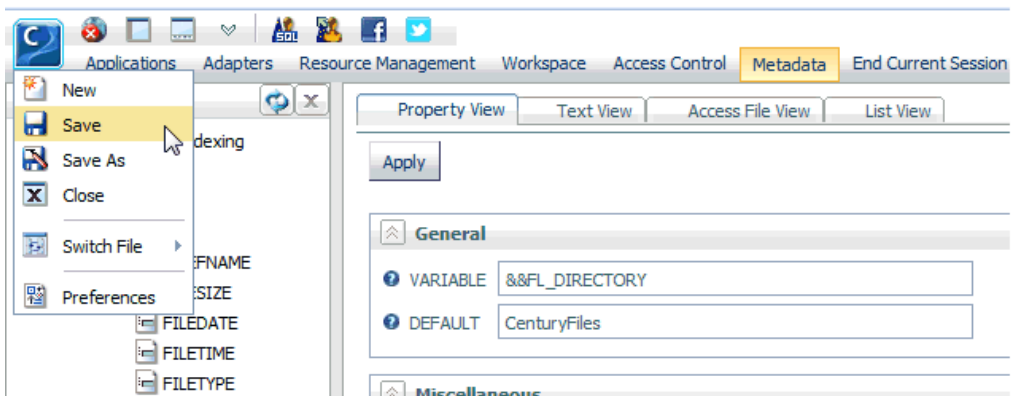 C
SQL
f
Applications Adapters Resource Management Workspace Access Control Metadata End Current Session
New
Save
Save As
Close
Switch File
Preferences
dexing
EFNAME
ESIZE
FILEDATE
FILETIME
FILETYPE
Property View Text View Access File View List View
Apply
General
VARIABLE &&FL_DIRECTORY
DEFAULT CenturyFiles
Miscellaneous